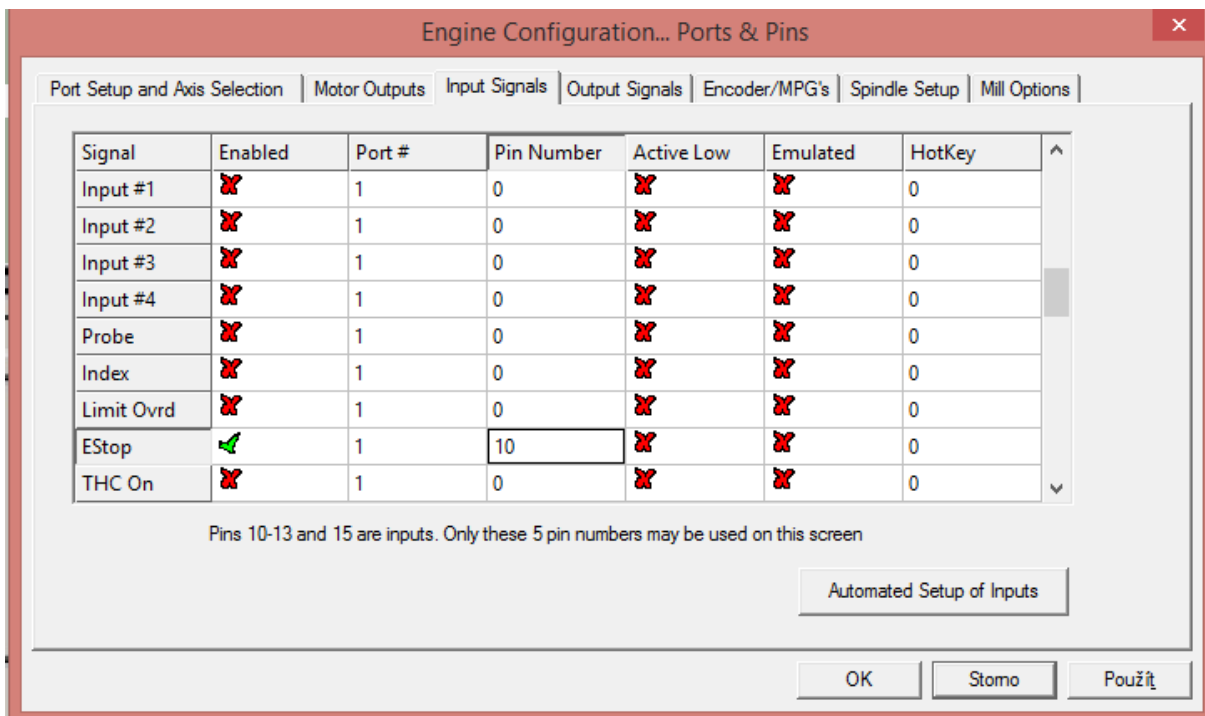 Engine Configuration... Ports & Pins
Port Setup and Axis Selection Motor Outputs Input Signals Output Signals Encoder/MPG's Spindle Setup Mill Options
Signal Enabled Port # Pin Number Active Low Emulated HotKey
Input #1 1 0 0
Input #2 1 0 0
Input #3 1 0 0
Input #4 1 0 0
Probe 1 0 0
Index 1 0 0
Limit Ovrd 1 0 0
EStop 1 10 0
THC On 1 0 0
Pins 10-13 and 15 are inputs. Only these 5 pin numbers may be used on this screen
Automated Setup of Inputs
OK Storno Použít